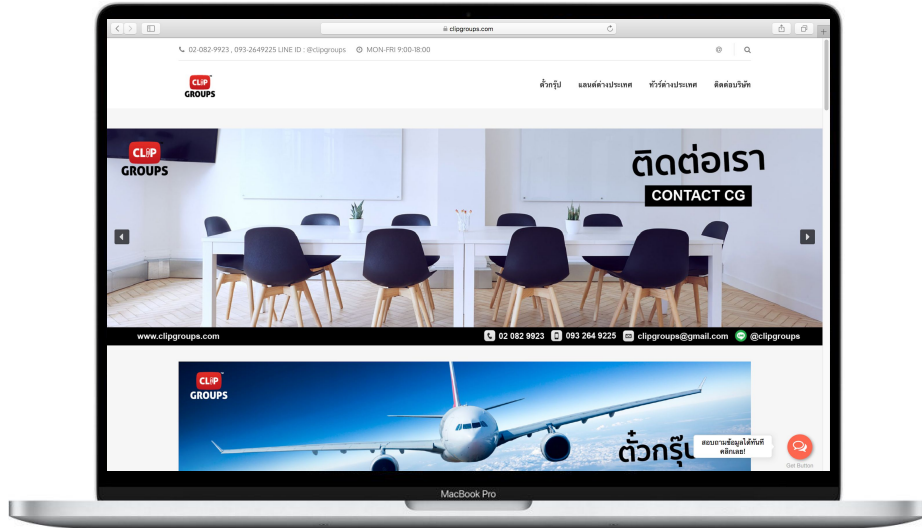 clipgroups.com
02-082-9923 , 093-2649225 LINE ID : @clipgroups MON-FRI 9:00-18:00 @
CLIP
GROUPS
ตั๋วกรุ๊ป แลนด์ต่างประเทศ ทัวร์ต่างประเทศ ติดต่อบริษัท
CLIP
GROUPS
ติดต่อเรา
CONTACT CG
www.clipgroups.com 02 082 9923 093 264 9225 clipgroups@gmail.com @clipgroups
CLIP
GROUPS
ตั๋วกรุ๊ป
สอบถามข้อมูลได้ทันที
คลิกเลย!
Get Button
MacBook Pro